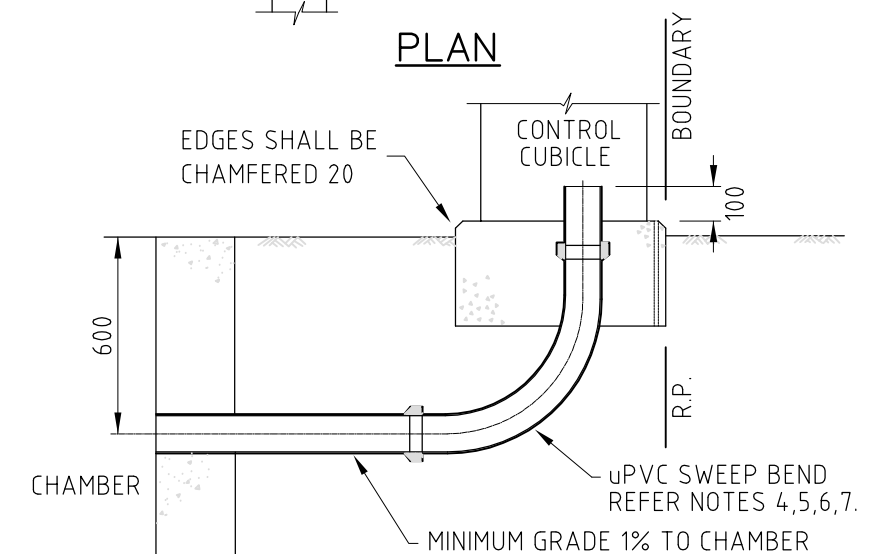 PLAN
BOUNDARY
CONTROL
CUBICLE
EDGES SHALL BE
CHAMFERED 20
100
600
R.P.
CHAMBER
uPVC SWEEP BEND
REFER NOTES 4,5,6,7.
MINIMUM GRADE 1% TO CHAMBER